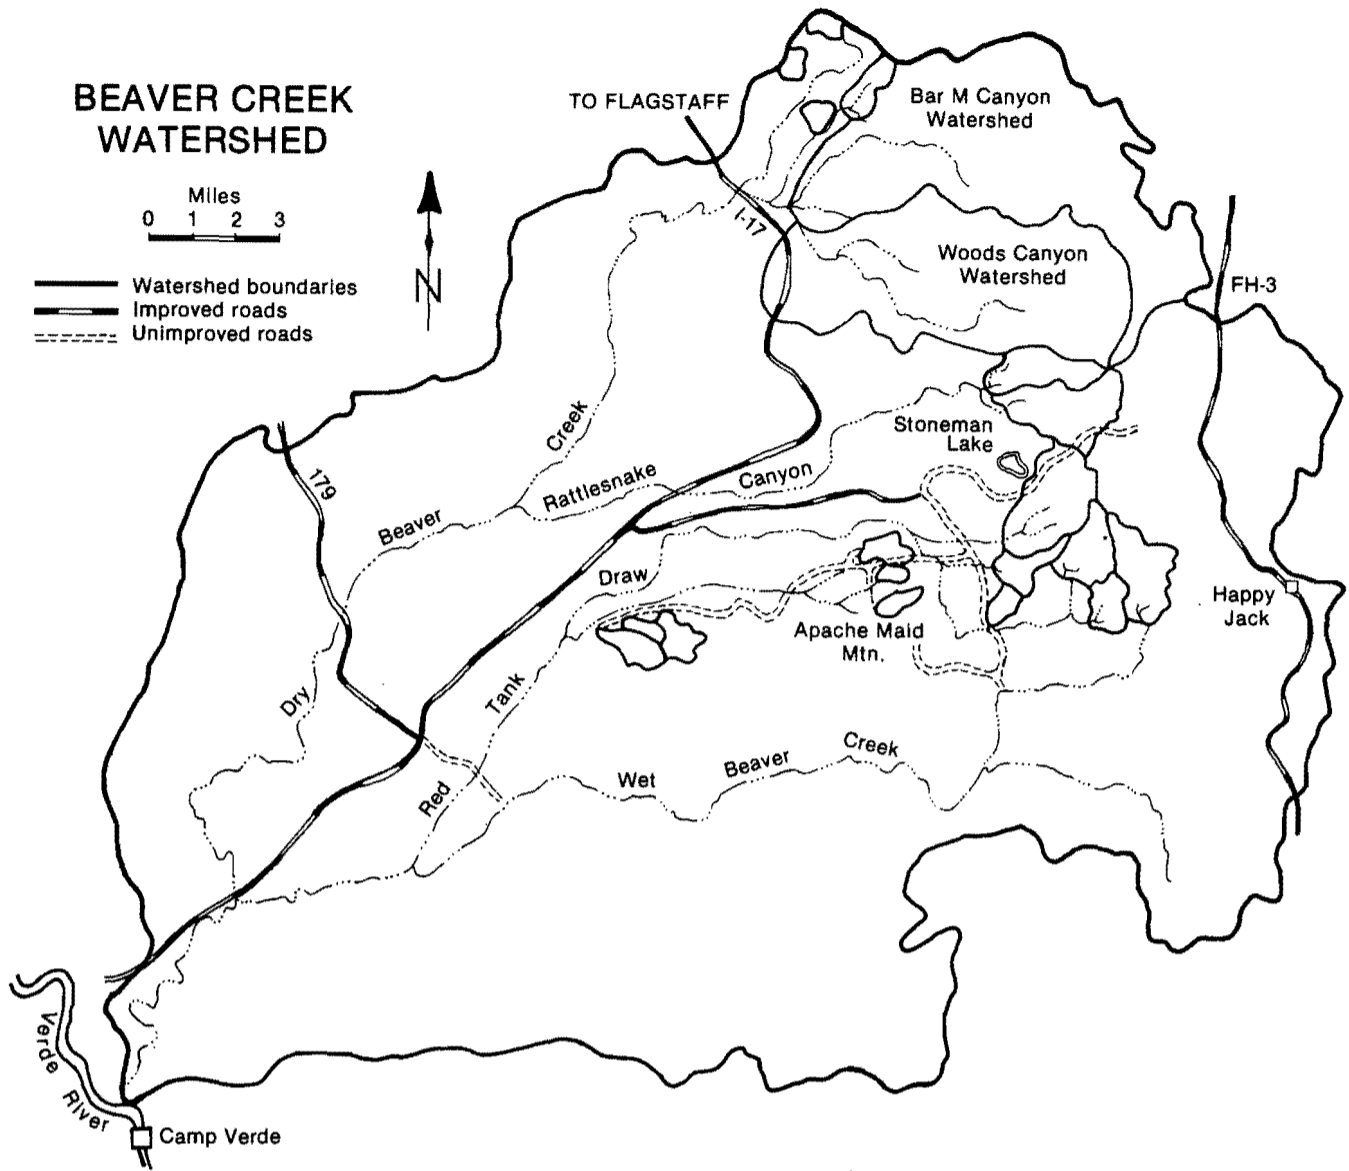 BEAVER CREEK
WATERSHED
Miles
0 1 2 3
N
Watershed boundaries
Improved roads
Unimproved roads
TO FLAGSTAFF
I-17
Bar M Canyon
Watershed
Woods Canyon
Watershed
FH-3
Stoneman
Lake
179
Dry
Beaver
Creek
Rattlesnake
Canyon
Red
Tank
Draw
Apache Maid
Mtn.
Happy
Jack
Wet
Beaver
Creek
Verde
River
Camp Verde